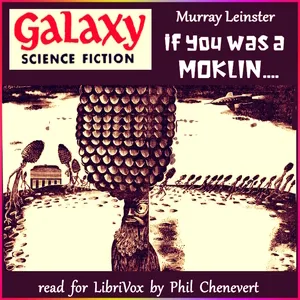 GALAXY
SCIENCE FICTION
Murray Leinster
if you was a
MOKLIN....
read for LibriVox by Phil Chenevert